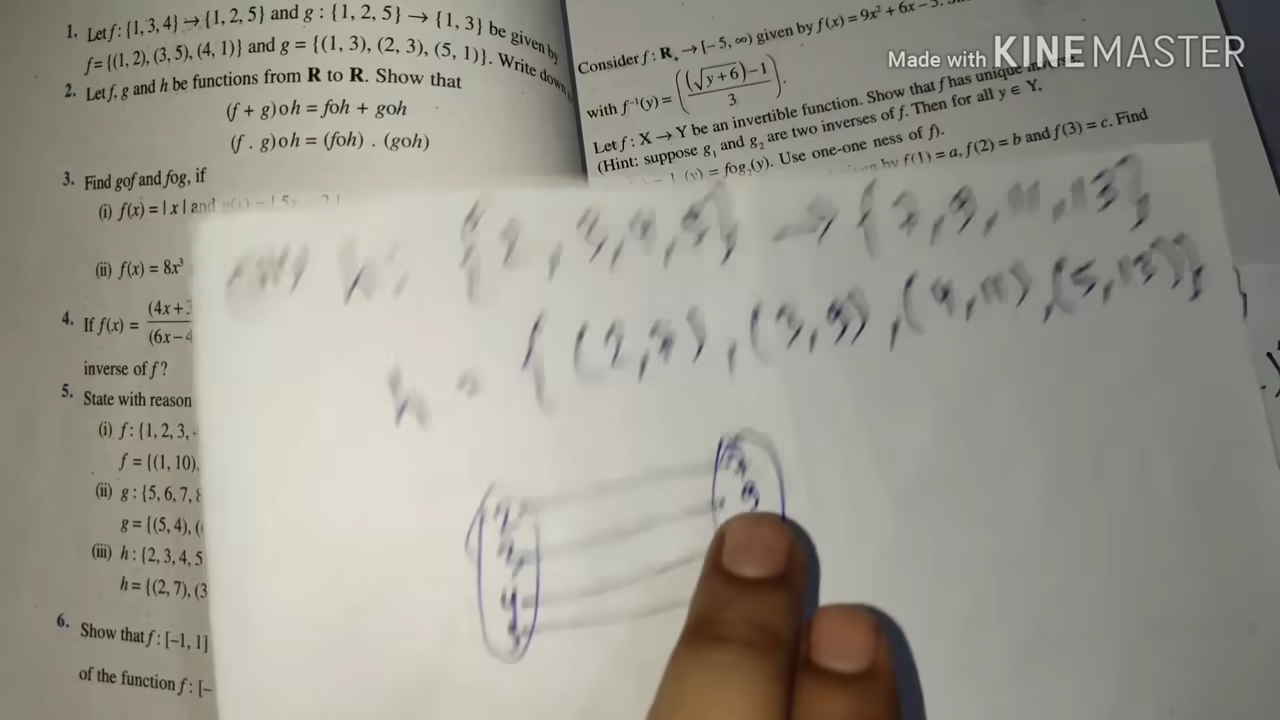 1. Let f : {1, 3, 4} → {1, 2, 5} and g : {1, 2, 5} → {1, 3} be given by
f = {(1, 2), (3, 5), (4, 1)} and g = {(1, 3), (2, 3), (5, 1)}. Write down
2. Let f, g and h be functions from R to R. Show that
(f + g)oh = foh + goh
(f . g)oh = (foh) . (goh)
3. Find gof and fog, if
(i) f(x) = | x | and
(ii) f(x) = 8x³
4. If f(x) = (4x+
(6x–4
inverse of f?
5. State with reason
(i) f : {1, 2, 3,
f = {(1, 10)
(ii) g : {5, 6, 7,
g = {(5, 4), (
(iii) h : {2, 3, 4, 5
h = {(2, 7), (3
6. Show that f : [–1, 1]
of the function f : [–
Made with KINEMASTER
Consider f : R₊ → [–5, ∞) given by f(x) = 9x² + 6x –
with f⁻¹(y) = ((√y+6)–1 / 3).
Let f : X → Y be an invertible function. Show that f has unique
(Hint: suppose g₁ and g₂ are two inverses of f. Then for all y ∈ Y,
(y) = fog₂(y). Use one-one ness of f).
by f(1) = a, f(2) = b and f(3) = c. Find
{2, 3, 4, 5} → {7, 9, 11, 13}
h = {(2,7), (3,9), (4,11), (5,13)}
9
4